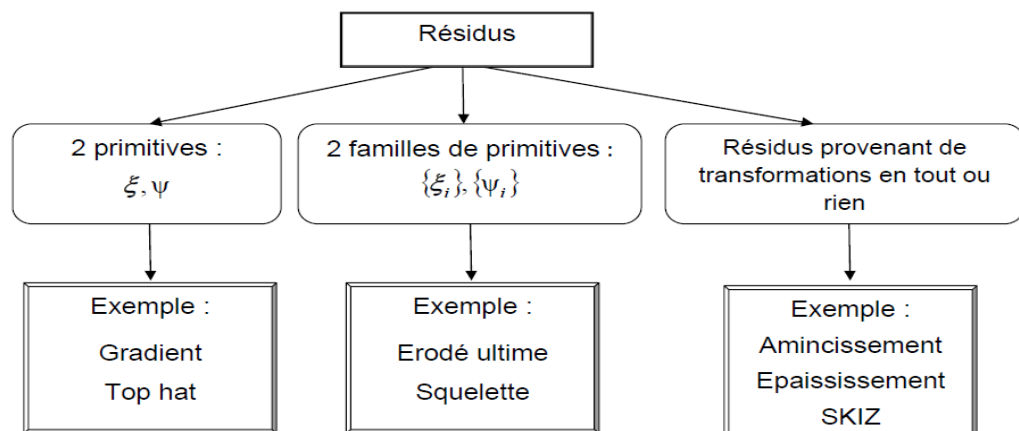 Résidus
2 primitives :
ξ, ψ
2 familles de primitives :
{ξi}, {ψi}
Résidus provenant de
transformations en tout ou
rien
Exemple :
Gradient
Top hat
Exemple :
Erodé ultime
Squelette
Exemple :
Amincissement
Epaississement
SKIZ